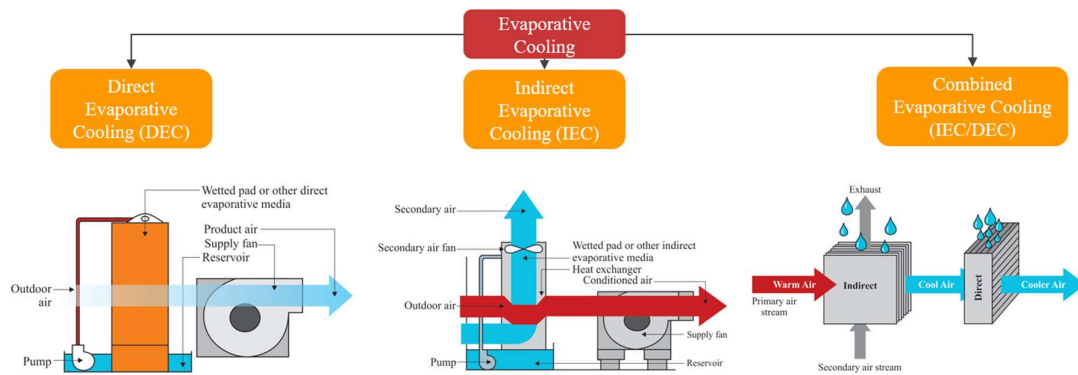 Evaporative
Cooling
Direct
Evaporative
Cooling (DEC)
Indirect
Evaporative
Cooling (IEC)
Combined
Evaporative Cooling
(IEC/DEC)
Wetted pad or other direct
evaporative media
Product air
Supply fan
Reservoir
Outdoor
air
Pump
Secondary air
Secondary air fan
Wetted pad or other indirect
evaporative media
Heat exchanger
Conditioned air
Outdoor air
Supply fan
Pump
Reservoir
Exhaust
Warm Air
Primary air
stream
Indirect
Cool Air
Direct
Cooler Air
Secondary air stream